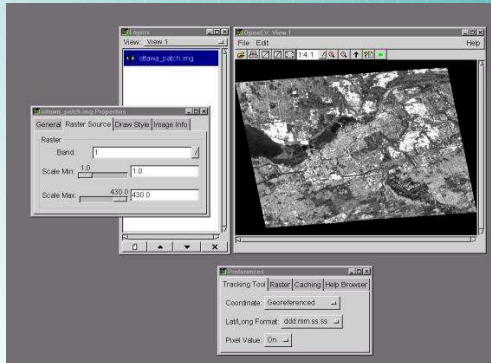 Layers
View: View 1
ottawa_patch.img
OpenEV: View 1
File Edit Help
1:4.1
ottawa_patch.img Properties
General Raster Source Draw Style Image Info
Raster
Band: 1
Scale Min: 1.0 1.0
Scale Max: 430.0 430.0
Preferences
Tracking Tool Raster Caching Help Browser
Coordinate: Georeferenced
Lat/Long Format: ddd:mm:ss.ss
Pixel Value: On